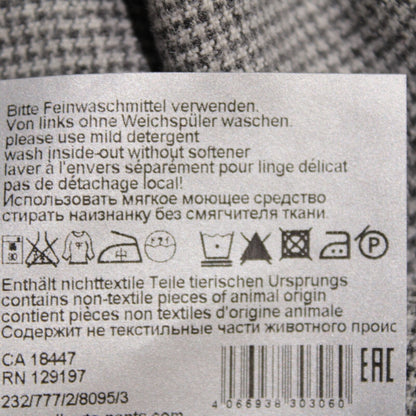 Bitte Feinwaschmittel verwenden.
Von links ohne Weichspüler waschen.
please use mild detergent
wash inside-out without softener
laver à l'envers séparément pour linge délicat
pas de détachage local!
Использовать мягкое моющее средство
стирать наизнанку без смягчителя ткани.
P
Enthält nichttextile Teile tierischen Ursprungs
contains non-textile pieces of animal origin
contient pièces non textiles d'origine animale
Содержит не текстильные части животного проис
CA 18447
RN 129197
232/777/2/8095/3
4 066938 303060
EAC